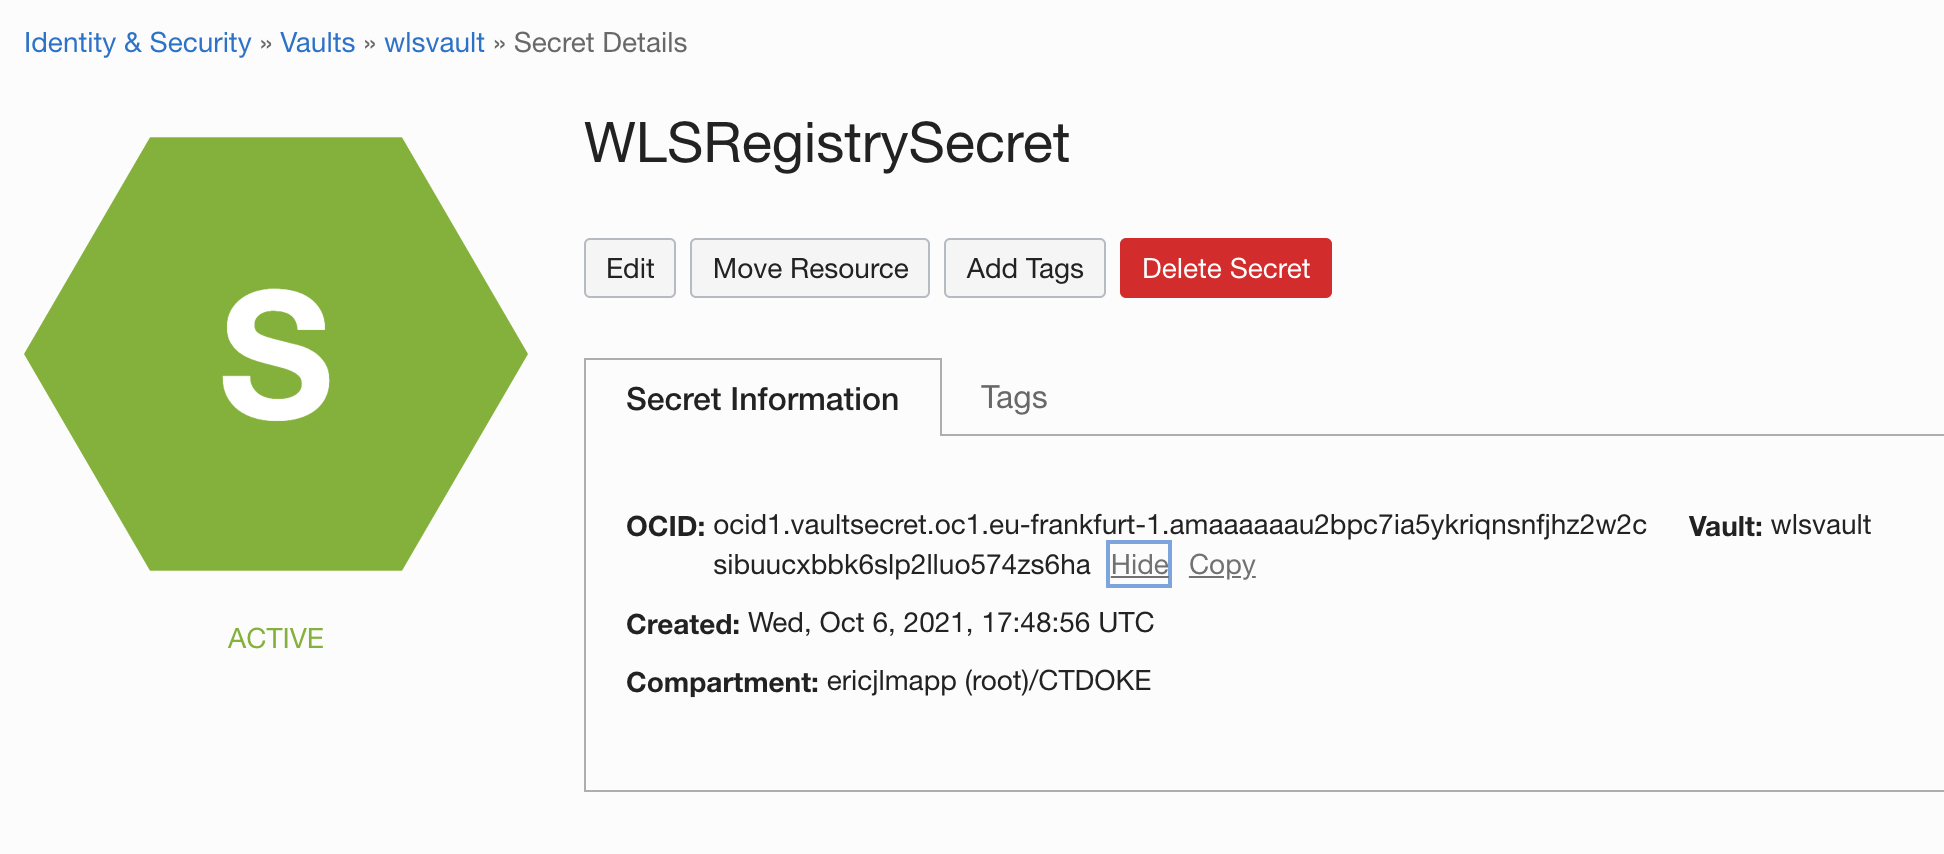 Identity & Security » Vaults » wlsvault » Secret Details
WLSRegistrySecret
Edit Move Resource Add Tags Delete Secret
S
ACTIVE
Secret Information Tags
OCID: ocid1.vaultsecret.oc1.eu-frankfurt-1.amaaaaaau2bpc7ia5ykriqnsnfjhz2w2c Vault: wlsvault
sibuucxbbk6slp2lluo574zs6ha Hide Copy
Created: Wed, Oct 6, 2021, 17:48:56 UTC
Compartment: ericjlmapp (root)/CTDOKE